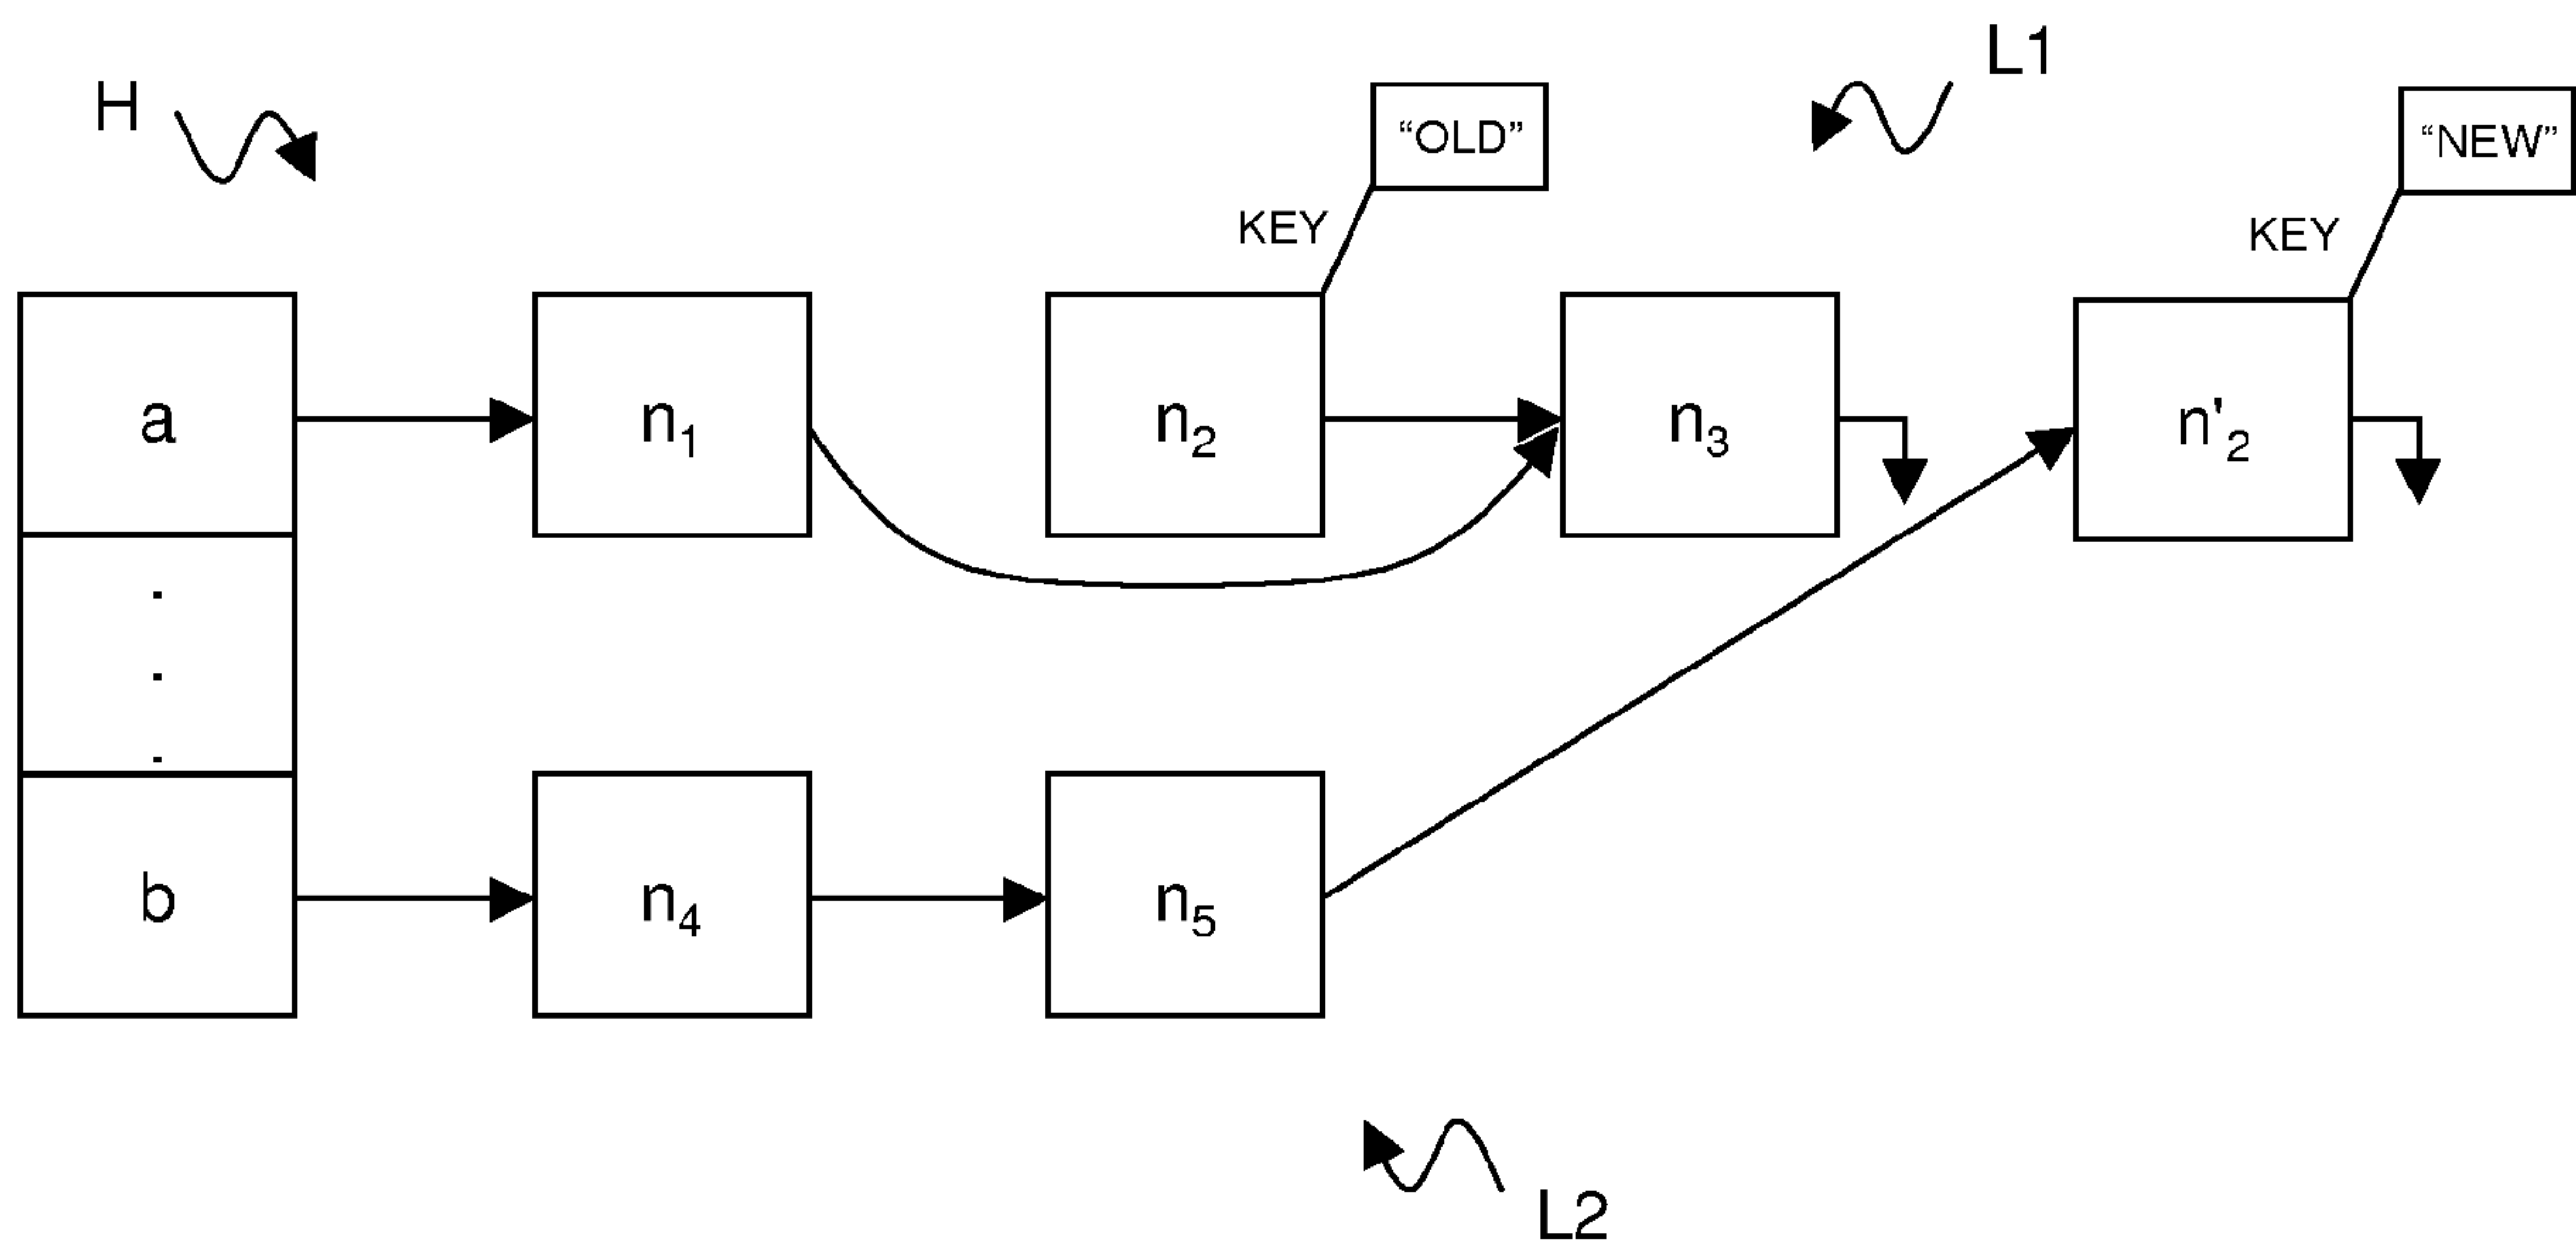 H
L1
“OLD”
“NEW”
KEY
KEY
a
n₁
n₂
n₃
n'₂
.
.
.
b
n₄
n₅
L2